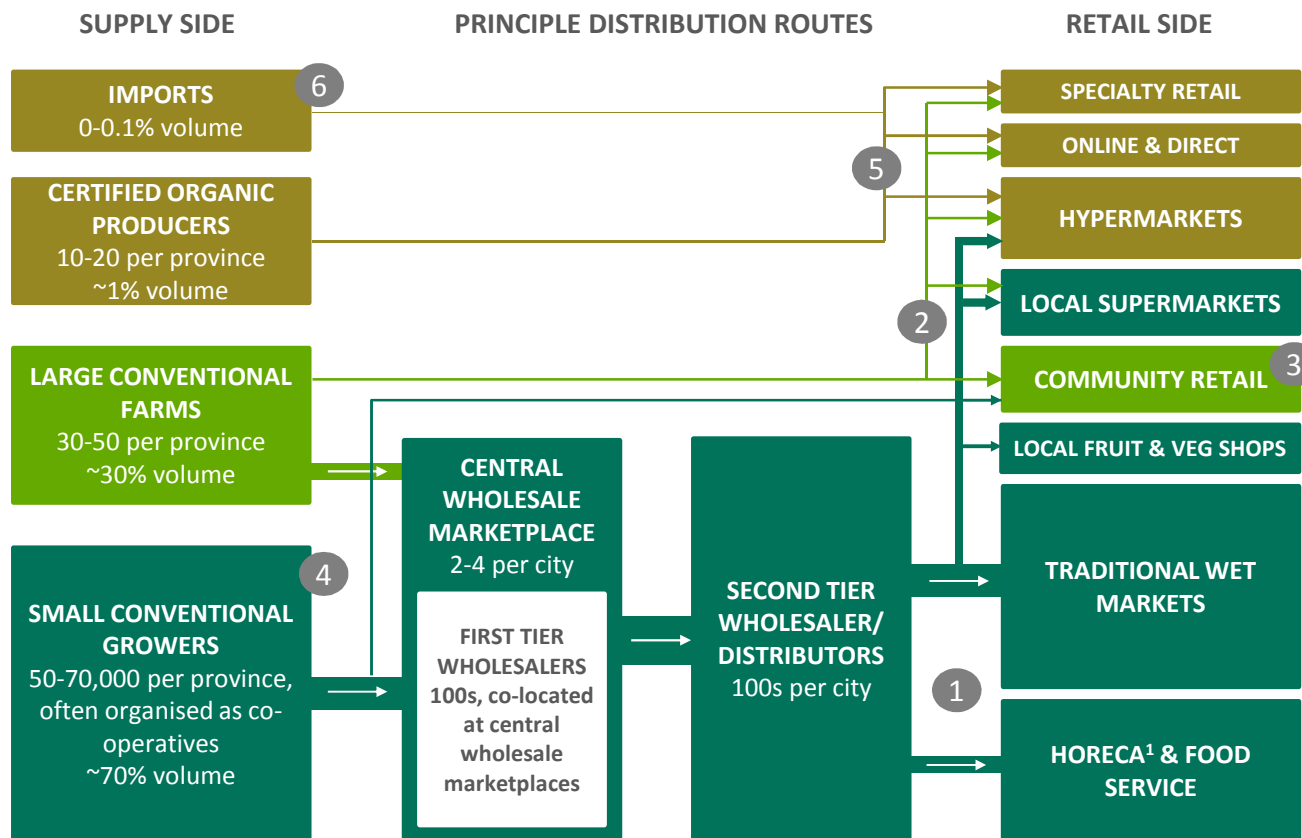 SUPPLY SIDE
PRINCIPLE DISTRIBUTION ROUTES
RETAIL SIDE
IMPORTS
0-0.1% volume
6
CERTIFIED ORGANIC
PRODUCERS
10-20 per province
~1% volume
LARGE CONVENTIONAL
FARMS
30-50 per province
~30% volume
SMALL CONVENTIONAL
GROWERS
50-70,000 per province,
often organised as co-
operatives
~70% volume
4
CENTRAL
WHOLESALE
MARKETPLACE
2-4 per city
FIRST TIER
WHOLESALERS
100s, co-located
at central
wholesale
marketplaces
SECOND TIER
WHOLESALER/
DISTRIBUTORS
100s per city
5
2
1
SPECIALTY RETAIL
ONLINE & DIRECT
HYPERMARKETS
LOCAL SUPERMARKETS
COMMUNITY RETAIL
3
LOCAL FRUIT & VEG SHOPS
TRADITIONAL WET
MARKETS
HORECA¹ & FOOD
SERVICE